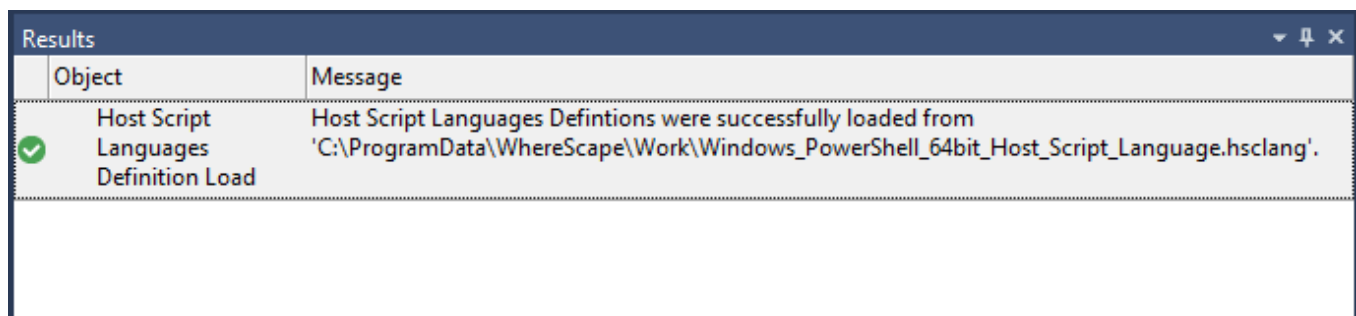 Results
Object Message
Host Script
Languages
Definition Load
Host Script Languages Defintions were successfully loaded from
'C:\ProgramData\WhereScape\Work\Windows_PowerShell_64bit_Host_Script_Language.hsclang'.